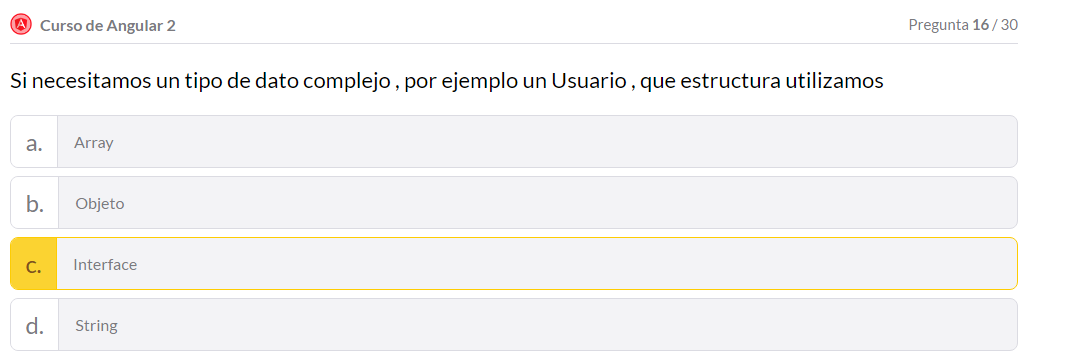 Curso de Angular 2
Pregunta 16 / 30
Si necesitamos un tipo de dato complejo , por ejemplo un Usuario , que estructura utilizamos
a. Array
b. Objeto
c. Interface
d. String